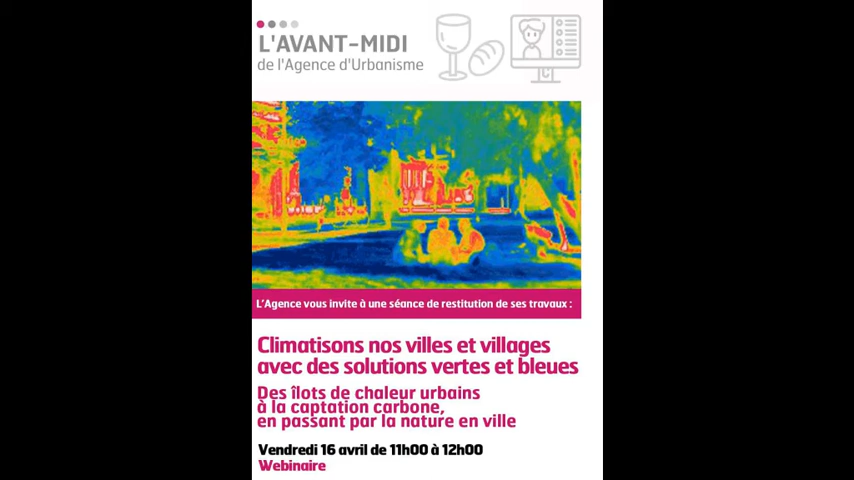 L'AVANT-MIDI
de l'Agence d'Urbanisme
L'Agence vous invite à une séance de restitution de ses travaux :
Climatisons nos villes et villages
avec des solutions vertes et bleues
Des îlots de chaleur urbains
à la captation carbone,
en passant par la nature en ville
Vendredi 16 avril de 11h00 à 12h00
Webinaire